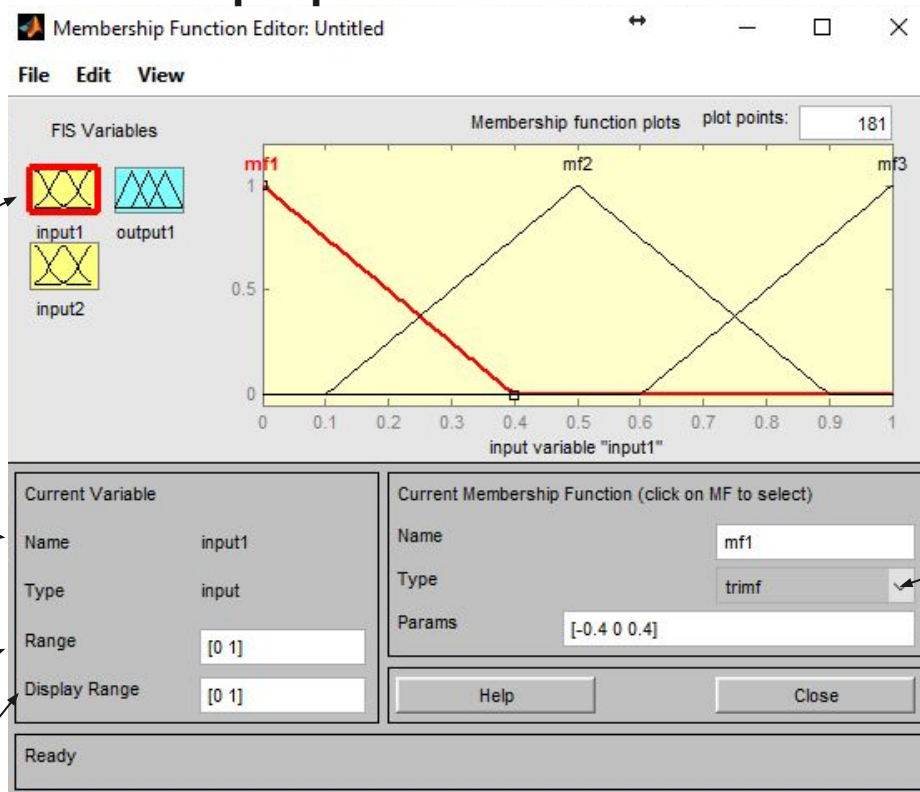 Membership Function Editor: Untitled
File Edit View
FIS Variables
input1 output1
input2
Membership function plots plot points: 181
mf1 mf2 mf3
1
0.5
0
0 0.1 0.2 0.3 0.4 0.5 0.6 0.7 0.8 0.9 1
input variable "input1"
Current Variable
Name input1
Type input
Range [0 1]
Display Range [0 1]
Current Membership Function (click on MF to select)
Name mf1
Type trimf
Params [-0.4 0 0.4]
Help Close
Ready